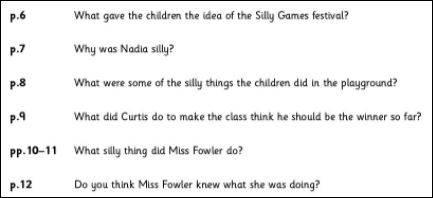 p.6 What gave the children the idea of the Silly Games festival?
p.7 Why was Nadia silly?
p.8 What were some of the silly things the children did in the playground?
p.9 What did Curtis do to make the class think he should be the winner so far?
pp.10–11 What silly thing did Miss Fowler do?
p.12 Do you think Miss Fowler knew what she was doing?